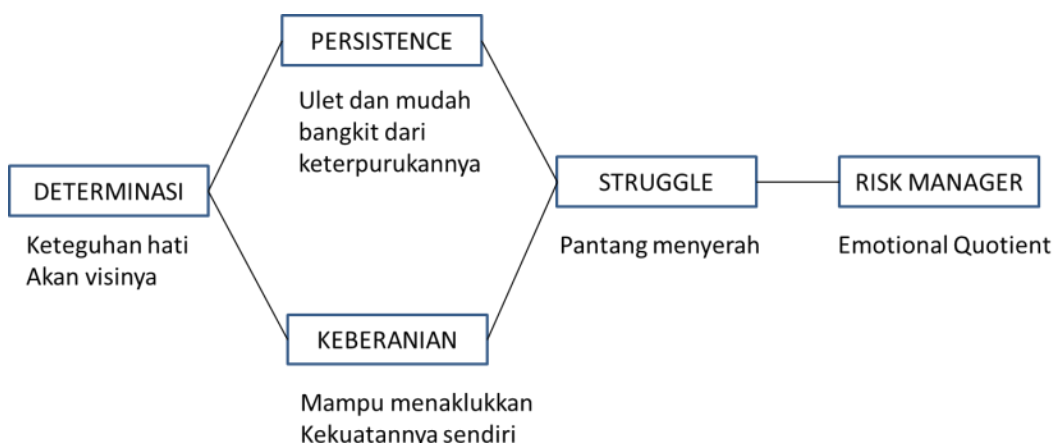 PERSISTENCE
Ulet dan mudah
bangkit dari
keterpurukannya
DETERMINASI
Keteguhan hati
Akan visinya
STRUGGLE
Pantang menyerah
RISK MANAGER
Emotional Quotient
KEBERANIAN
Mampu menaklukkan
Kekuatannya sendiri